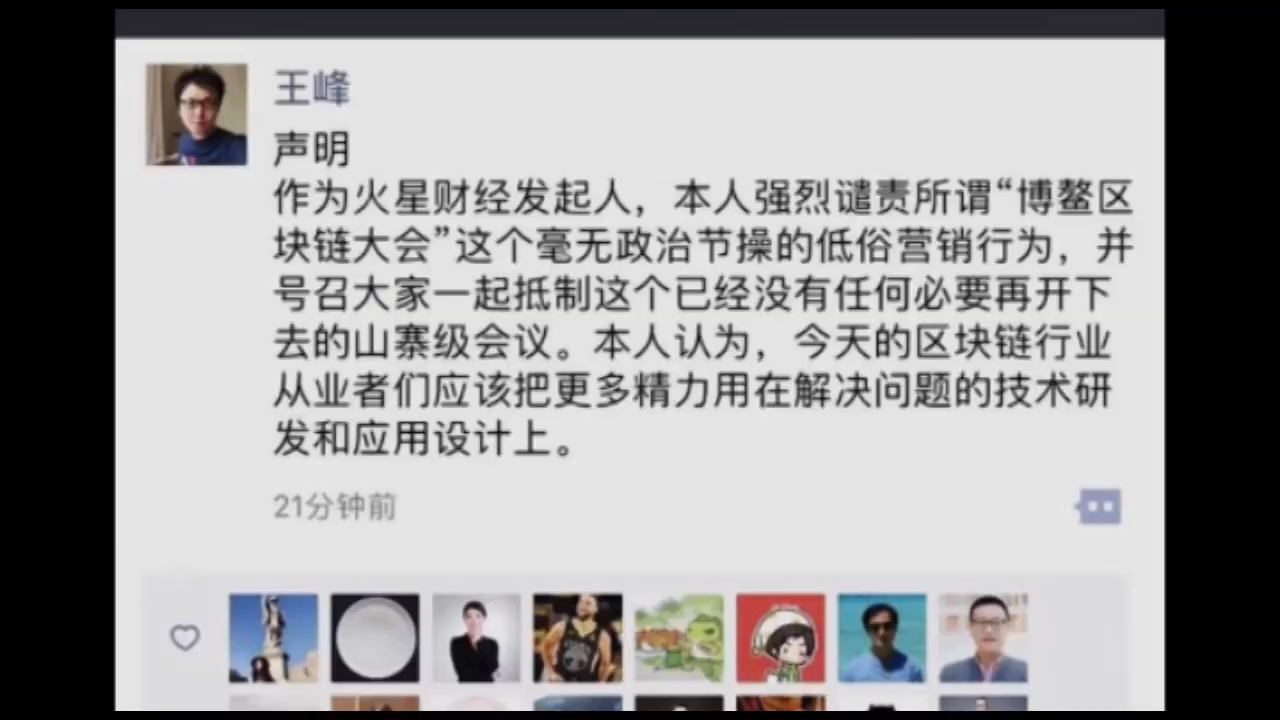 王峰
声明
作为火星财经发起人，本人强烈谴责所谓“博鳌区
块链大会”这个毫无政治节操的低俗营销行为，并
号召大家一起抵制这个已经没有任何必要再开下
去的山寨级会议。本人认为，今天的区块链行业
从业者们应该把更多精力用在解决问题的技术研
发和应用设计上。
21分钟前